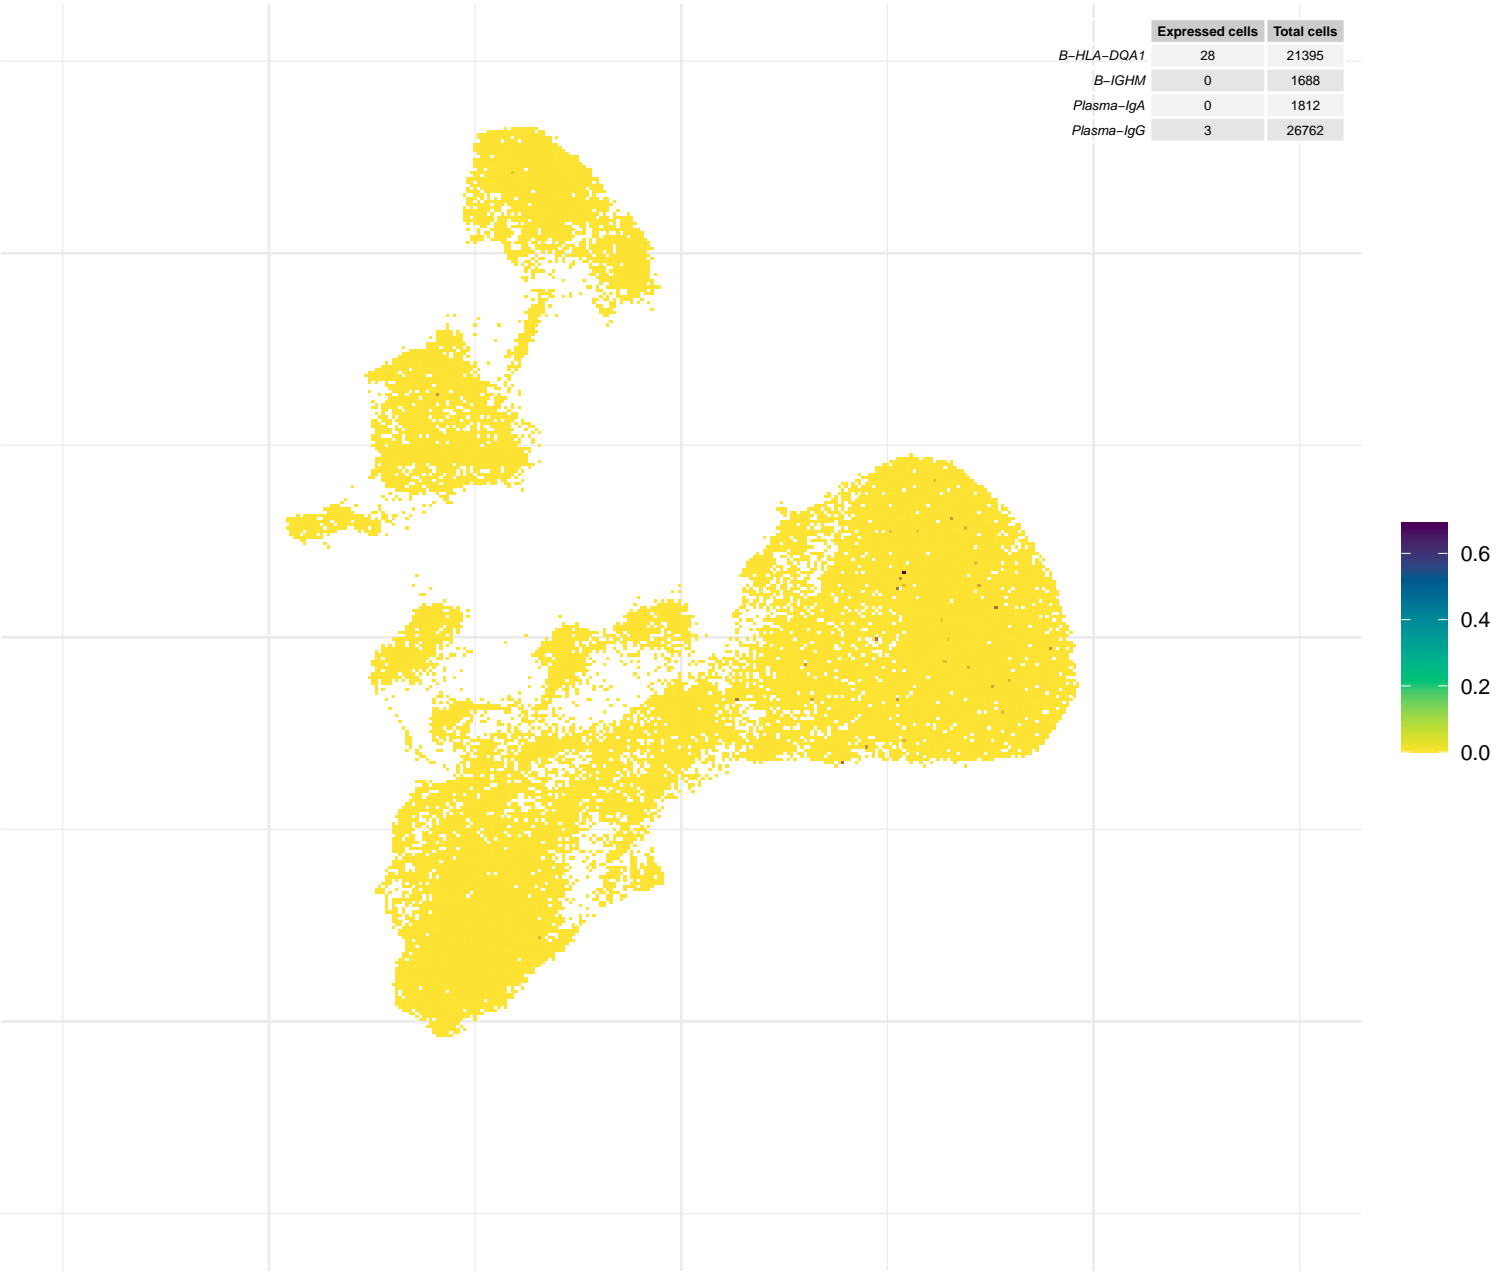 Expressed cells Total cells
B−HLA−DQA1 28 21395
B−IGHM 0 1688
Plasma−IgA 0 1812
Plasma−IgG 3 26762
0.6
0.4
0.2
0.0